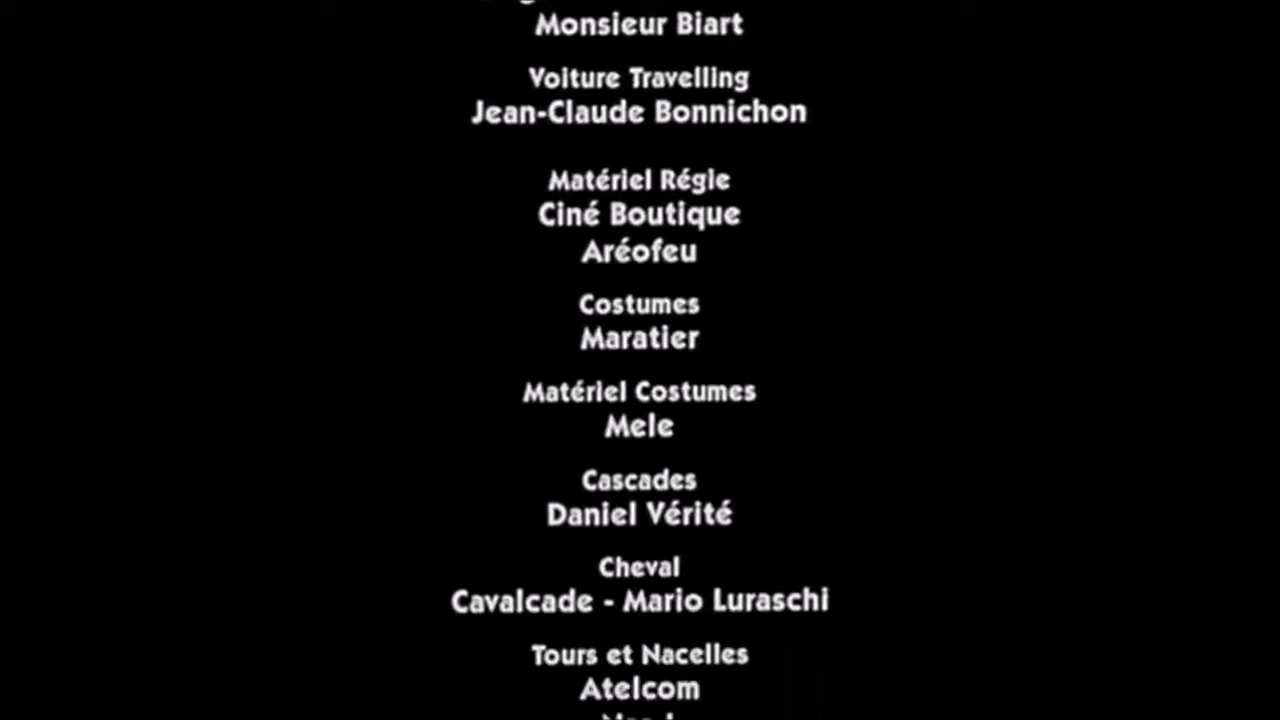 Monsieur Biart
Voiture Travelling
Jean-Claude Bonnichon
Matériel Régie
Ciné Boutique
Aréofeu
Costumes
Maratier
Matériel Costumes
Mele
Cascades
Daniel Vérité
Cheval
Cavalcade - Mario Luraschi
Tours et Nacelles
Atelcom